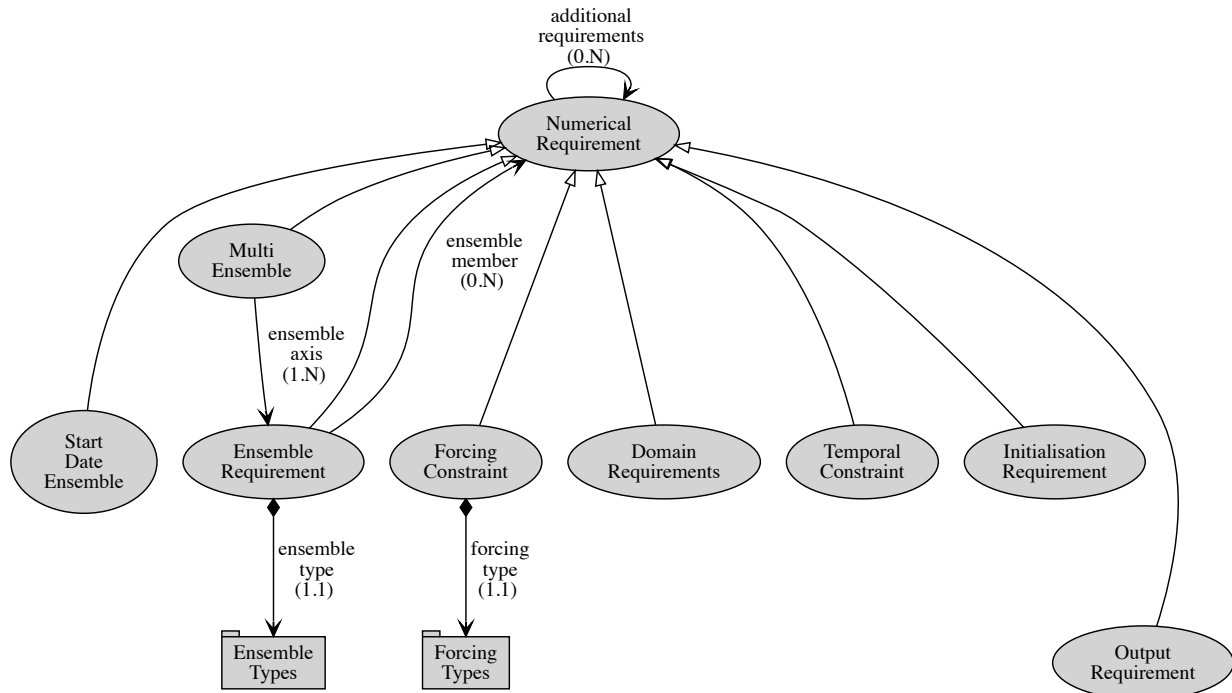 additional
requirements
(0.N)
Numerical
Requirement
Multi
Ensemble
ensemble
member
(0.N)
ensemble
axis
(1.N)
Start
Date
Ensemble
Ensemble
Requirement
Forcing
Constraint
Domain
Requirements
Temporal
Constraint
Initialisation
Requirement
ensemble
type
(1.1)
forcing
type
(1.1)
Ensemble
Types
Forcing
Types
Output
Requirement